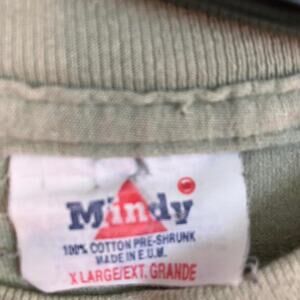 Mindy
100% COTTON PRE-SHRUNK
MADE IN E.U.M.
X LARGE/EXT. GRANDE